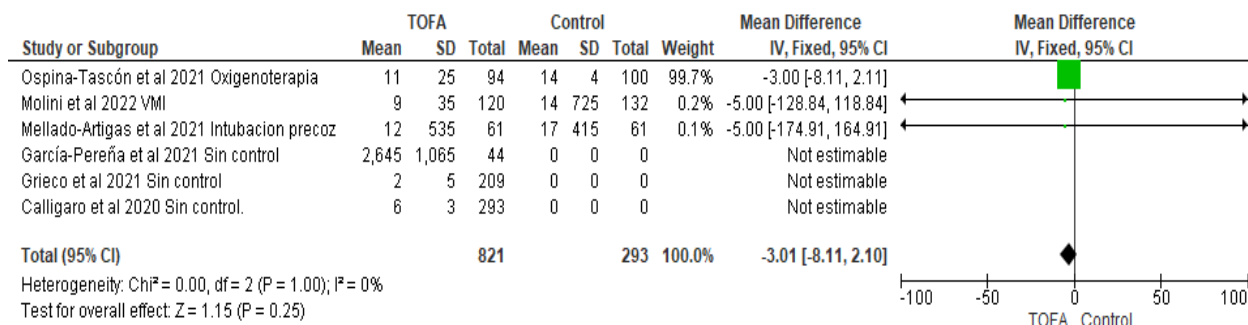 TOFA Control Mean Difference Mean Difference
Study or Subgroup Mean SD Total Mean SD Total Weight IV, Fixed, 95% CI IV, Fixed, 95% CI
Ospina-Tascón et al 2021 Oxigenoterapia 11 25 94 14 4 100 99.7% -3.00 [-8.11, 2.11]
Molini et al 2022 VMI 9 35 120 14 725 132 0.2% -5.00 [-128.84, 118.84]
Mellado-Artigas et al 2021 Intubacion precoz 12 535 61 17 415 61 0.1% -5.00 [-174.91, 164.91]
García-Pereña et al 2021 Sin control 2,645 1,065 44 0 0 0 Not estimable
Grieco et al 2021 Sin control 2 5 209 0 0 0 Not estimable
Calligaro et al 2020 Sin control. 6 3 293 0 0 0 Not estimable
Total (95% CI) 821 293 100.0% -3.01 [-8.11, 2.10]
Heterogeneity: Chi² = 0.00, df = 2 (P = 1.00); I² = 0%
Test for overall effect: Z = 1.15 (P = 0.25)
-100 -50 0 50 100
TOFA Control